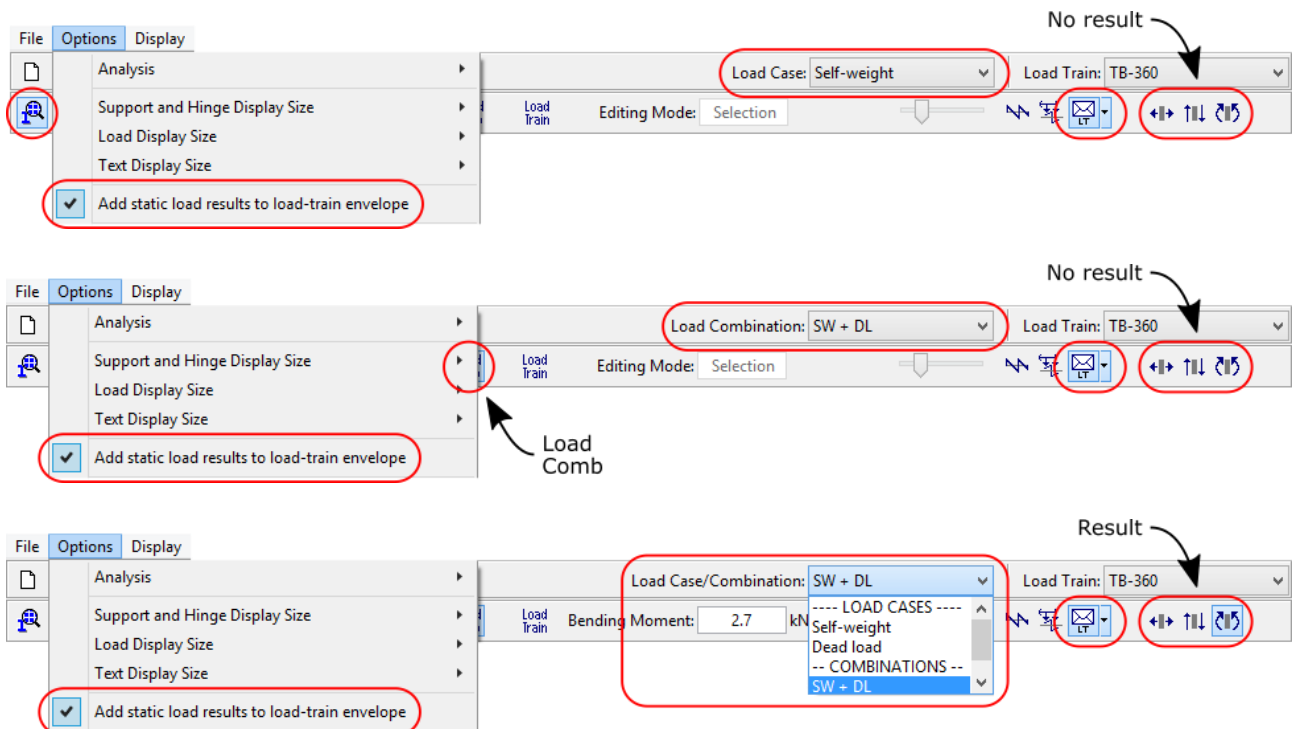 No result
File Options Display
Analysis
Load Case: Self-weight
Load Train: TB-360
Support and Hinge Display Size
Load Train
Editing Mode: Selection
LT
Load Display Size
Text Display Size
Add static load results to load-train envelope
No result
File Options Display
Analysis
Load Combination: SW + DL
Load Train: TB-360
Support and Hinge Display Size
Load Train
Editing Mode: Selection
LT
Load Display Size
Text Display Size
Load
Comb
Add static load results to load-train envelope
Result
File Options Display
Analysis
Load Case/Combination: SW + DL
Load Train: TB-360
Support and Hinge Display Size
Load Train
Bending Moment: 2.7 kN
---- LOAD CASES ----
Self-weight
Dead load
-- COMBINATIONS --
SW + DL
LT
Load Display Size
Text Display Size
Add static load results to load-train envelope